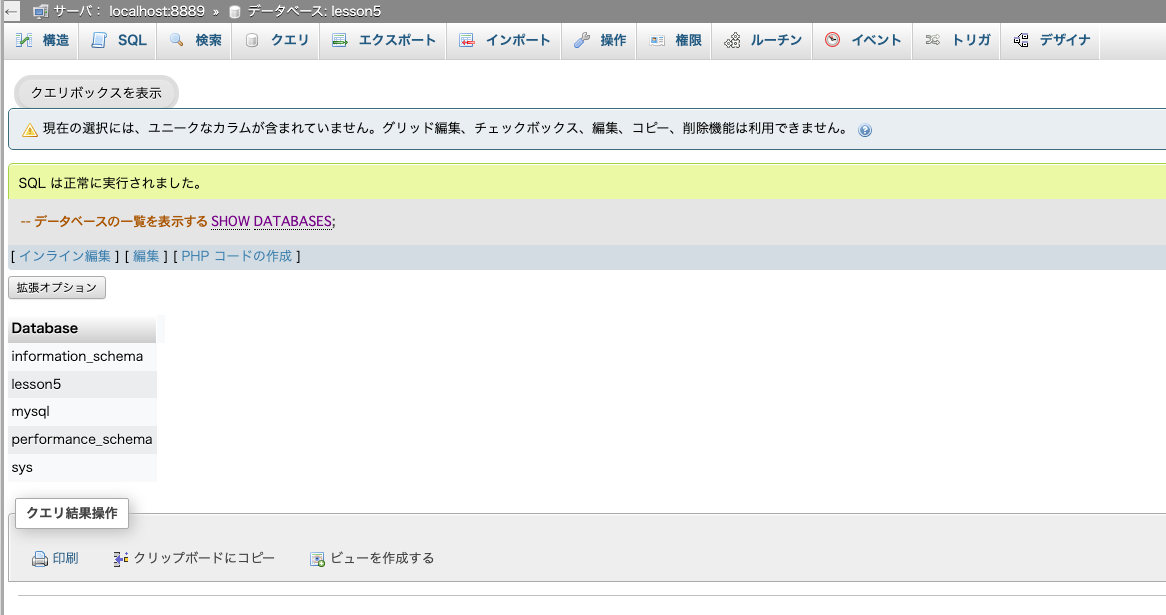 ← サーバ： localhost:8889 » データベース: lesson5
構造 SQL 検索 クエリ エクスポート インポート 操作 権限 ルーチン イベント トリガ デザイナ
クエリボックスを表示
現在の選択には、ユニークなカラムが含まれていません。グリッド編集、チェックボックス、編集、コピー、削除機能は利用できません。
SQL は正常に実行されました。
-- データベースの一覧を表示する SHOW DATABASES;
[ インライン編集 ] [ 編集 ] [ PHP コードの作成 ]
拡張オプション
Database
information_schema
lesson5
mysql
performance_schema
sys
クエリ結果操作
印刷 クリップボードにコピー ビューを作成する